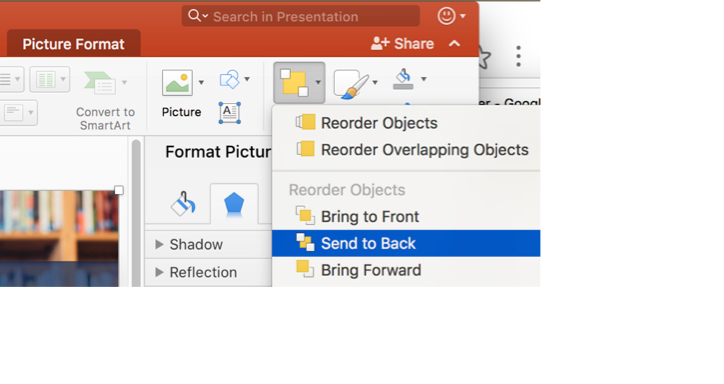 Search in Presentation
Picture Format
Share
Convert to
SmartArt
Picture
A
er - Googl
Format Pictur
Reorder Objects
Reorder Overlapping Objects
Reorder Objects
Bring to Front
Send to Back
Bring Forward
Shadow
Reflection